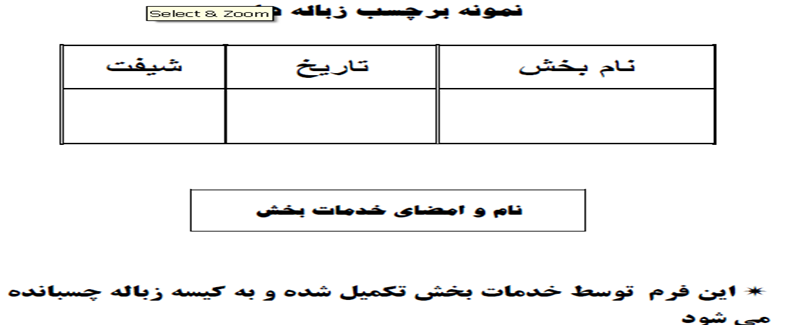 نمونه برچسب زباله
Select & Zoom
نام بخش تاریخ شیفت
نام و امضای خدمات بخش
✴ این فرم توسط خدمات بخش تکمیل شده و به کیسه زباله چسبانده
می شود